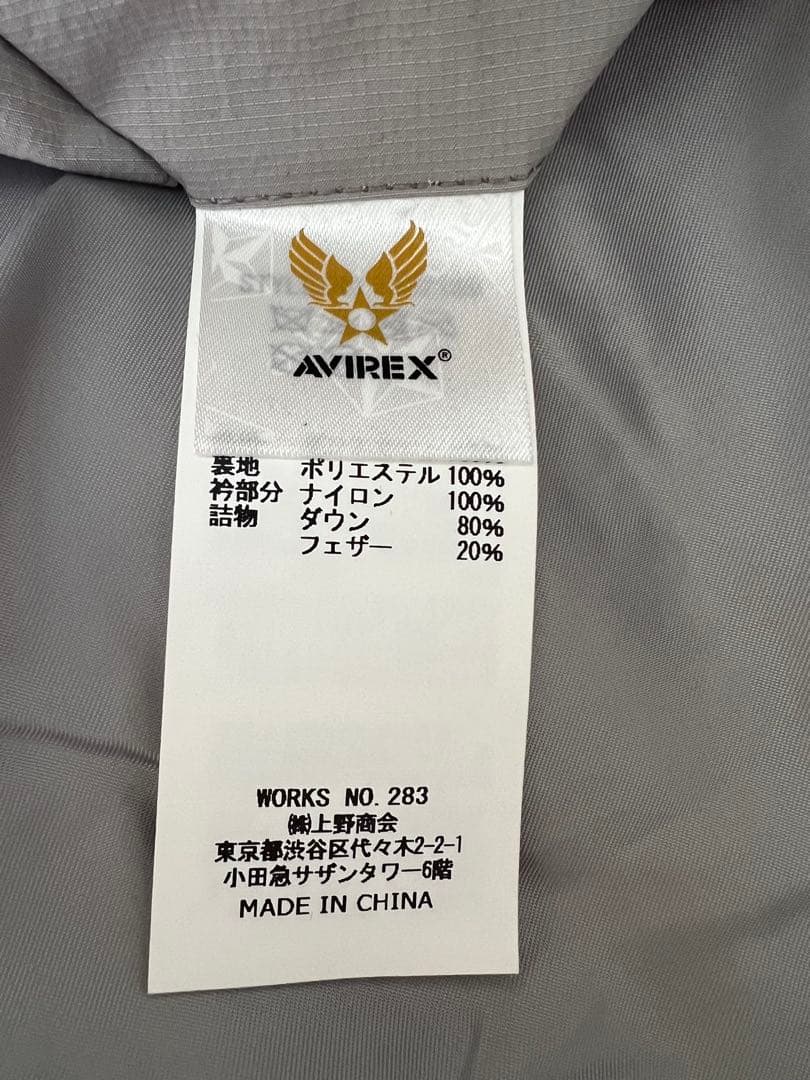 AVIREX®
裏地 ポリエステル 100%
衿部分 ナイロン 100%
詰物 ダウン 80%
フェザー 20%
WORKS NO. 283
㈱上野商会
東京都渋谷区代々木2-2-1
小田急サザンタワー6階
MADE IN CHINA